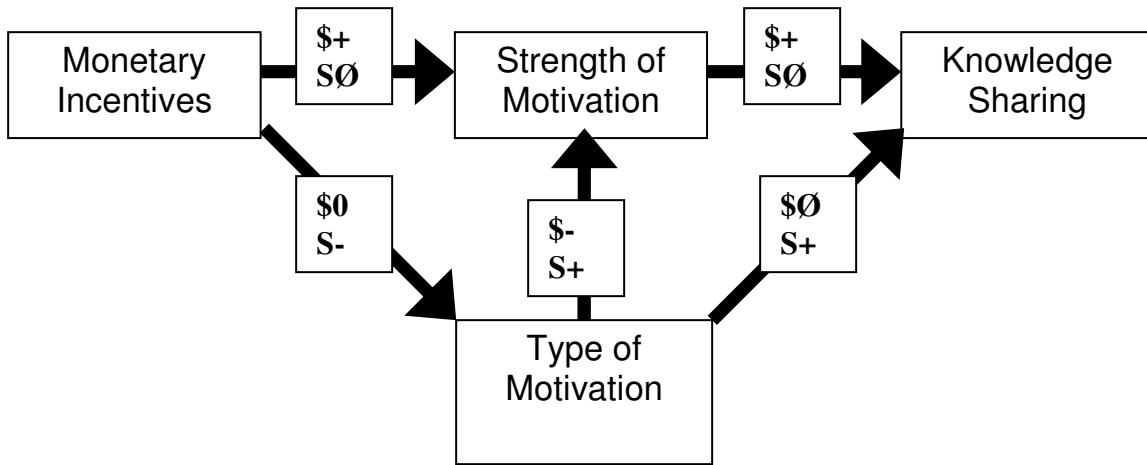 Monetary
Incentives
$+
SØ
Strength of
Motivation
$+
SØ
Knowledge
Sharing
$0
S-
$-
S+
$Ø
S+
Type of
Motivation